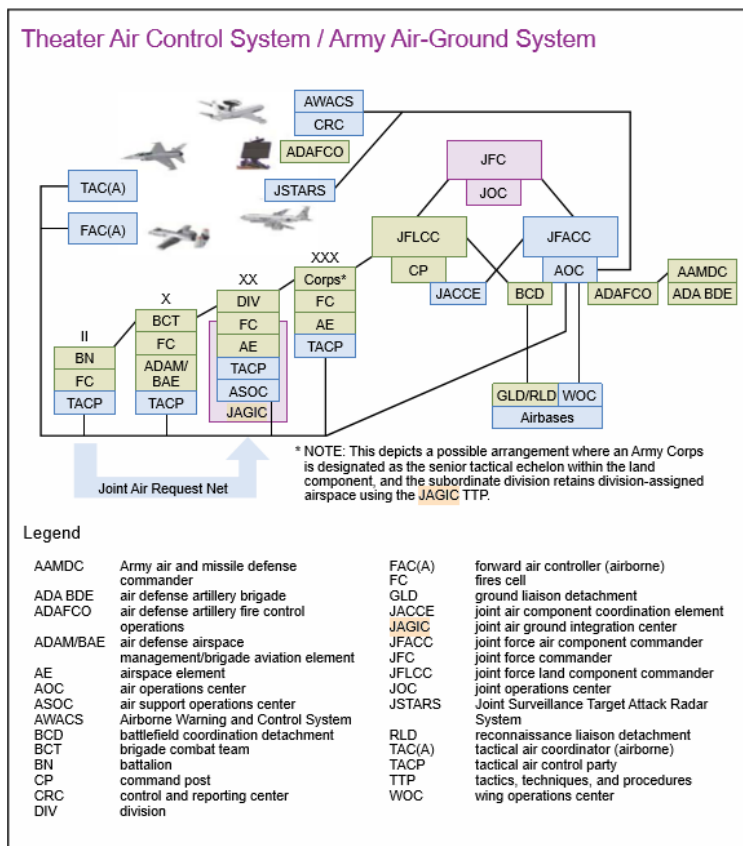 Theater Air Control System / Army Air-Ground System
AWACS
CRC
ADAFCO
JFC
JOC
TAC(A)
JSTARS
FAC(A)
JFLCC
JFACC
CP
AOC
JACCE
BCD
ADAFCO
AAMDC
ADA BDE
XXX
Corps*
FC
AE
TACP
XX
DIV
FC
AE
TACP
ASOC
JAGIC
X
BCT
FC
ADAM/
BAE
TACP
II
BN
FC
TACP
GLD/RLD
WOC
Airbases
Joint Air Request Net
* NOTE: This depicts a possible arrangement where an Army Corps
is designated as the senior tactical echelon within the land
component, and the subordinate division retains division-assigned
airspace using the JAGIC TTP.
Legend
AAMDC Army air and missile defense
commander
ADA BDE air defense artillery brigade
ADAFCO air defense artillery fire control
operations
ADAM/BAE air defense airspace
management/brigade aviation element
AE airspace element
AOC air operations center
ASOC air support operations center
AWACS Airborne Warning and Control System
BCD battlefield coordination detachment
BCT brigade combat team
BN battalion
CP command post
CRC control and reporting center
DIV division
FAC(A) forward air controller (airborne)
FC fires cell
GLD ground liaison detachment
JACCE joint air component coordination element
JAGIC joint air ground integration center
JFACC joint force air component commander
JFC joint force commander
JFLCC joint force land component commander
JOC joint operations center
JSTARS Joint Surveillance Target Attack Radar
System
RLD reconnaissance liaison detachment
TAC(A) tactical air coordinator (airborne)
TACP tactical air control party
TTP tactics, techniques, and procedures
WOC wing operations center